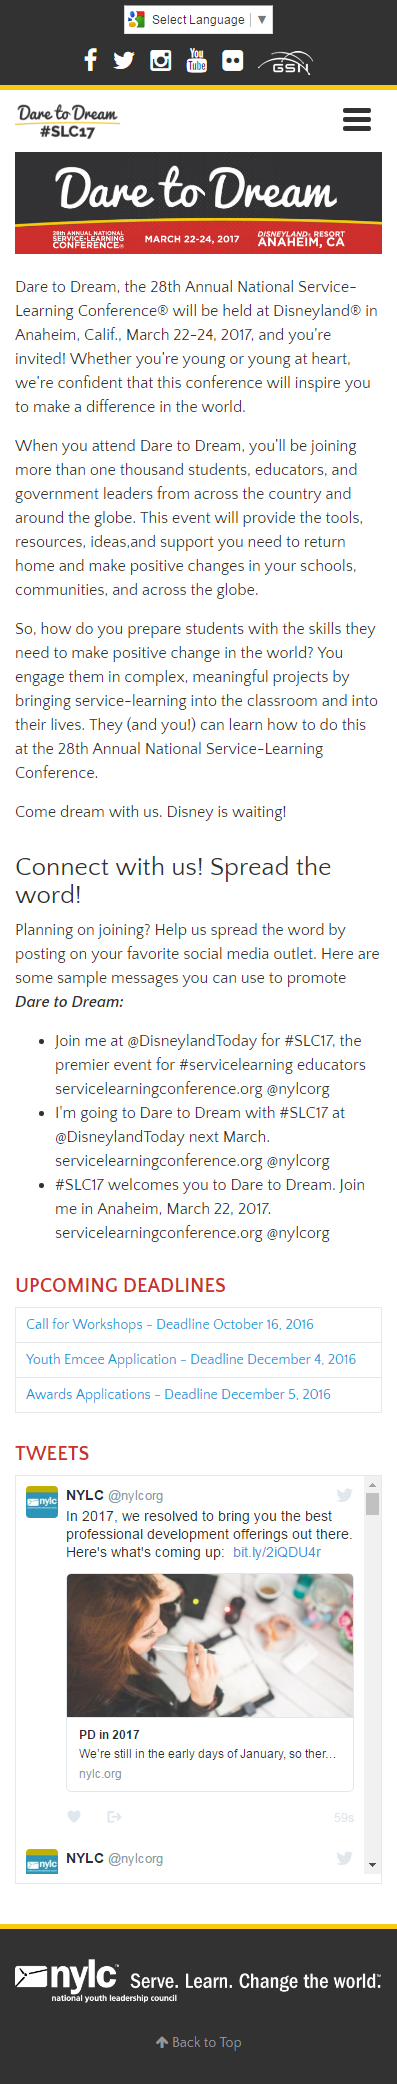 Select Language ▼
You Tube
GSN
Dare to Dream
#SLC17
Dare to Dream
28th ANNUAL NATIONAL
SERVICE-LEARNING
CONFERENCE®
MARCH 22-24, 2017
DISNEYLAND® RESORT
ANAHEIM, CA
Dare to Dream, the 28th Annual National Service-
Learning Conference® will be held at Disneyland® in
Anaheim, Calif., March 22-24, 2017, and you're
invited! Whether you're young or young at heart,
we're confident that this conference will inspire you
to make a difference in the world.
When you attend Dare to Dream, you'll be joining
more than one thousand students, educators, and
government leaders from across the country and
around the globe. This event will provide the tools,
resources, ideas,and support you need to return
home and make positive changes in your schools,
communities, and across the globe.
So, how do you prepare students with the skills they
need to make positive change in the world? You
engage them in complex, meaningful projects by
bringing service-learning into the classroom and into
their lives. They (and you!) can learn how to do this
at the 28th Annual National Service-Learning
Conference.
Come dream with us. Disney is waiting!
Connect with us! Spread the
word!
Planning on joining? Help us spread the word by
posting on your favorite social media outlet. Here are
some sample messages you can use to promote
Dare to Dream:
• Join me at @DisneylandToday for #SLC17, the
premier event for #servicelearning educators
servicelearningconference.org @nylcorg
• I'm going to Dare to Dream with #SLC17 at
@DisneylandToday next March.
servicelearningconference.org @nylcorg
• #SLC17 welcomes you to Dare to Dream. Join
me in Anaheim, March 22, 2017.
servicelearningconference.org @nylcorg
UPCOMING DEADLINES
Call for Workshops - Deadline October 16, 2016
Youth Emcee Application - Deadline December 4, 2016
Awards Applications - Deadline December 5, 2016
TWEETS
nylc
NYLC @nylcorg
In 2017, we resolved to bring you the best
professional development offerings out there.
Here's what's coming up: bit.ly/2iQDU4r
PD in 2017
We're still in the early days of January, so ther...
nylc.org
59s
nylc
NYLC @nylcorg
nylc™ Serve. Learn. Change the world.™
national youth leadership council
Back to Top